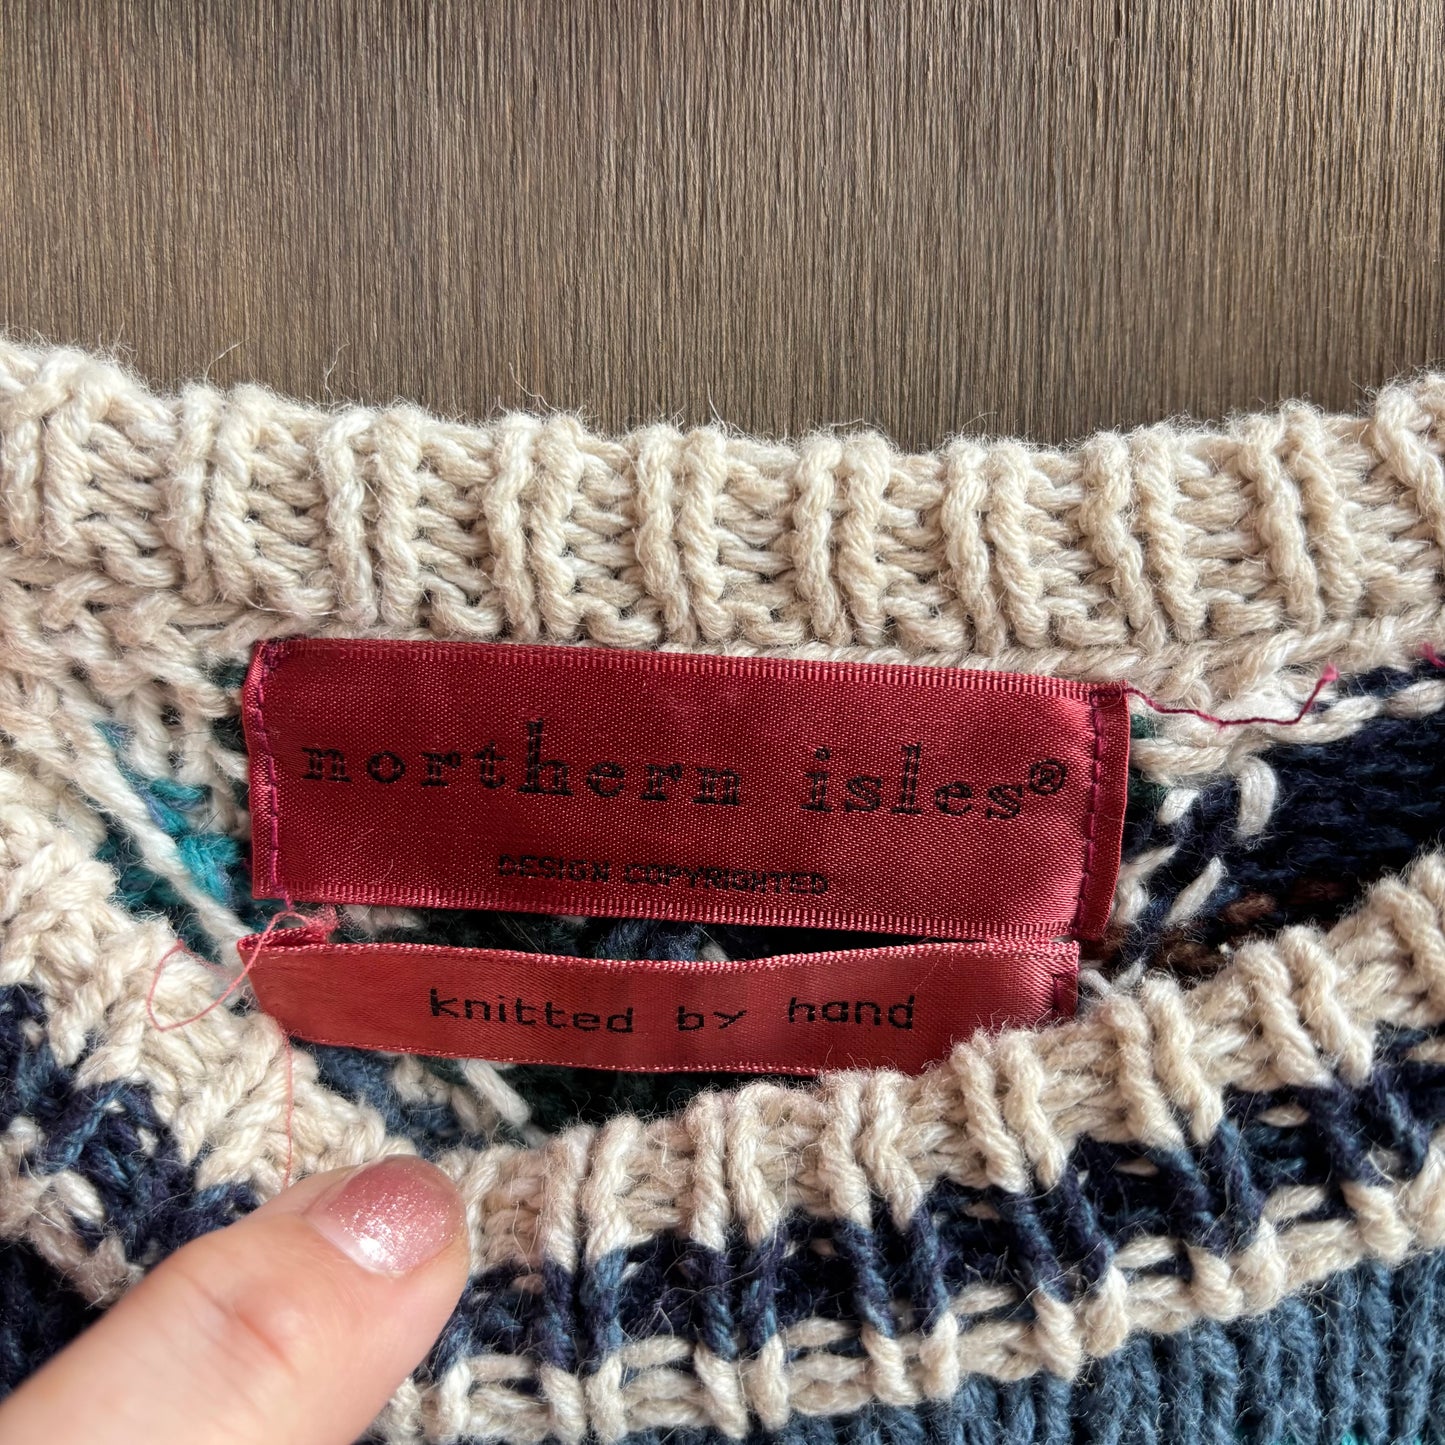 northern isles®
DESIGN COPYRIGHTED
knitted by hand